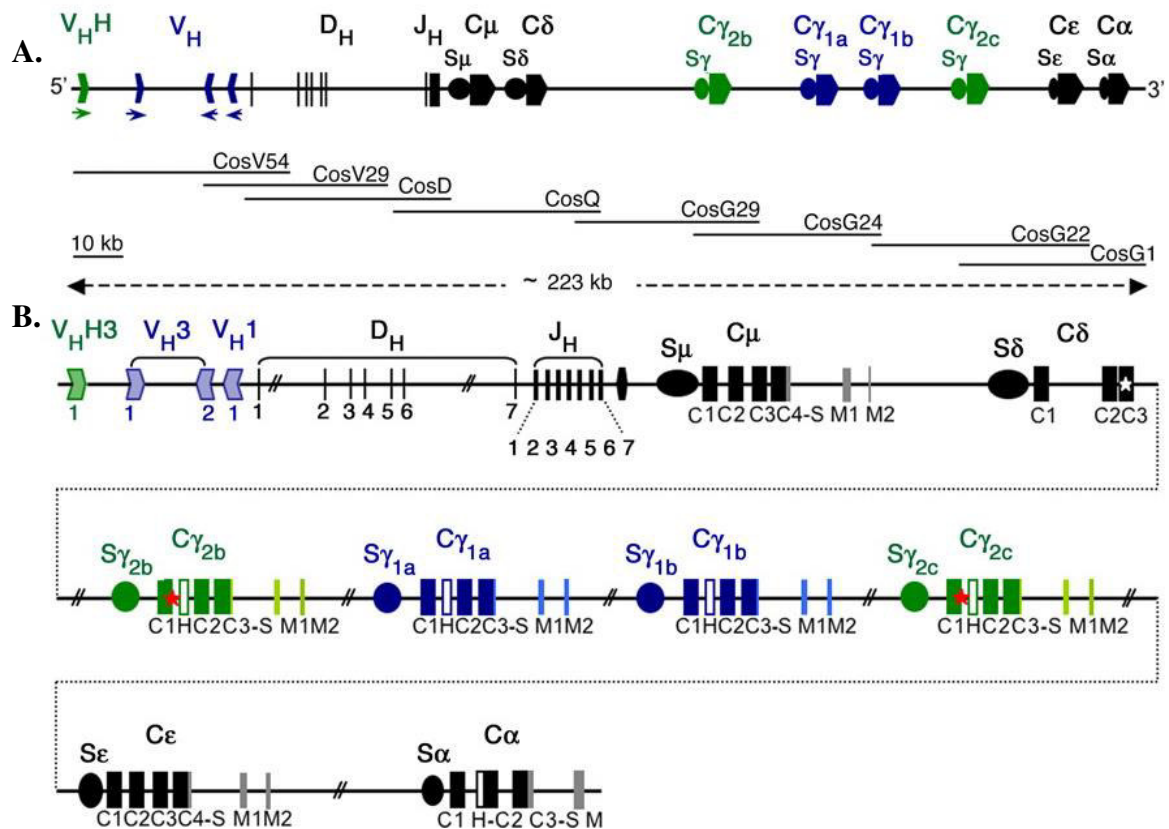 A.
VHH VH DH JH Cμ Cδ Cγ2b Cγ1a Cγ1b Cγ2c Cε Cα
Sμ Sδ Sγ Sγ Sγ Sγ Sε Sα
5’ 3’
CosV54
CosV29
CosD
CosQ
CosG29
CosG24
CosG22
CosG1
10 kb
~ 223 kb
B.
VHH3 VH3 VH1 DH JH Sμ Cμ Sδ Cδ
1 1 2 1 1 2 3 4 5 6 7 C1 C2 C3C4-S M1 M2 C1 C2C3
1 2 3 4 5 6 7
Sγ2b Cγ2b Sγ1a Cγ1a Sγ1b Cγ1b Sγ2c Cγ2c
C1HC2C3-S M1M2 C1HC2C3-S M1M2 C1HC2C3-S M1M2 C1HC2C3-S M1M2
Sε Cε Sα Cα
C1C2C3C4-S M1M2 C1 H-C2 C3-S M